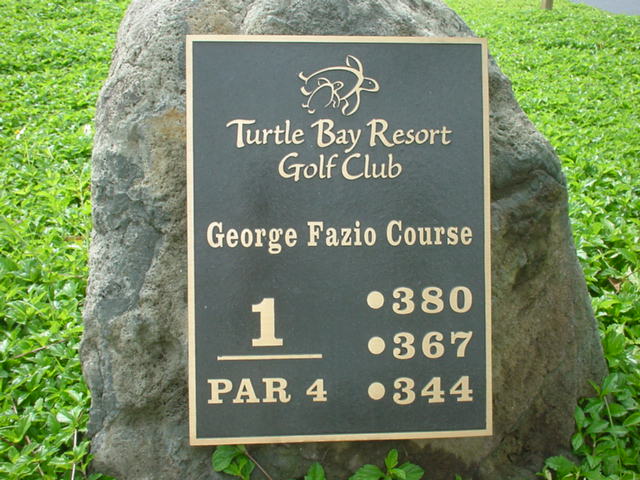 Turtle Bay Resort
Golf Club
George Fazio Course
1
PAR 4
380
367
344